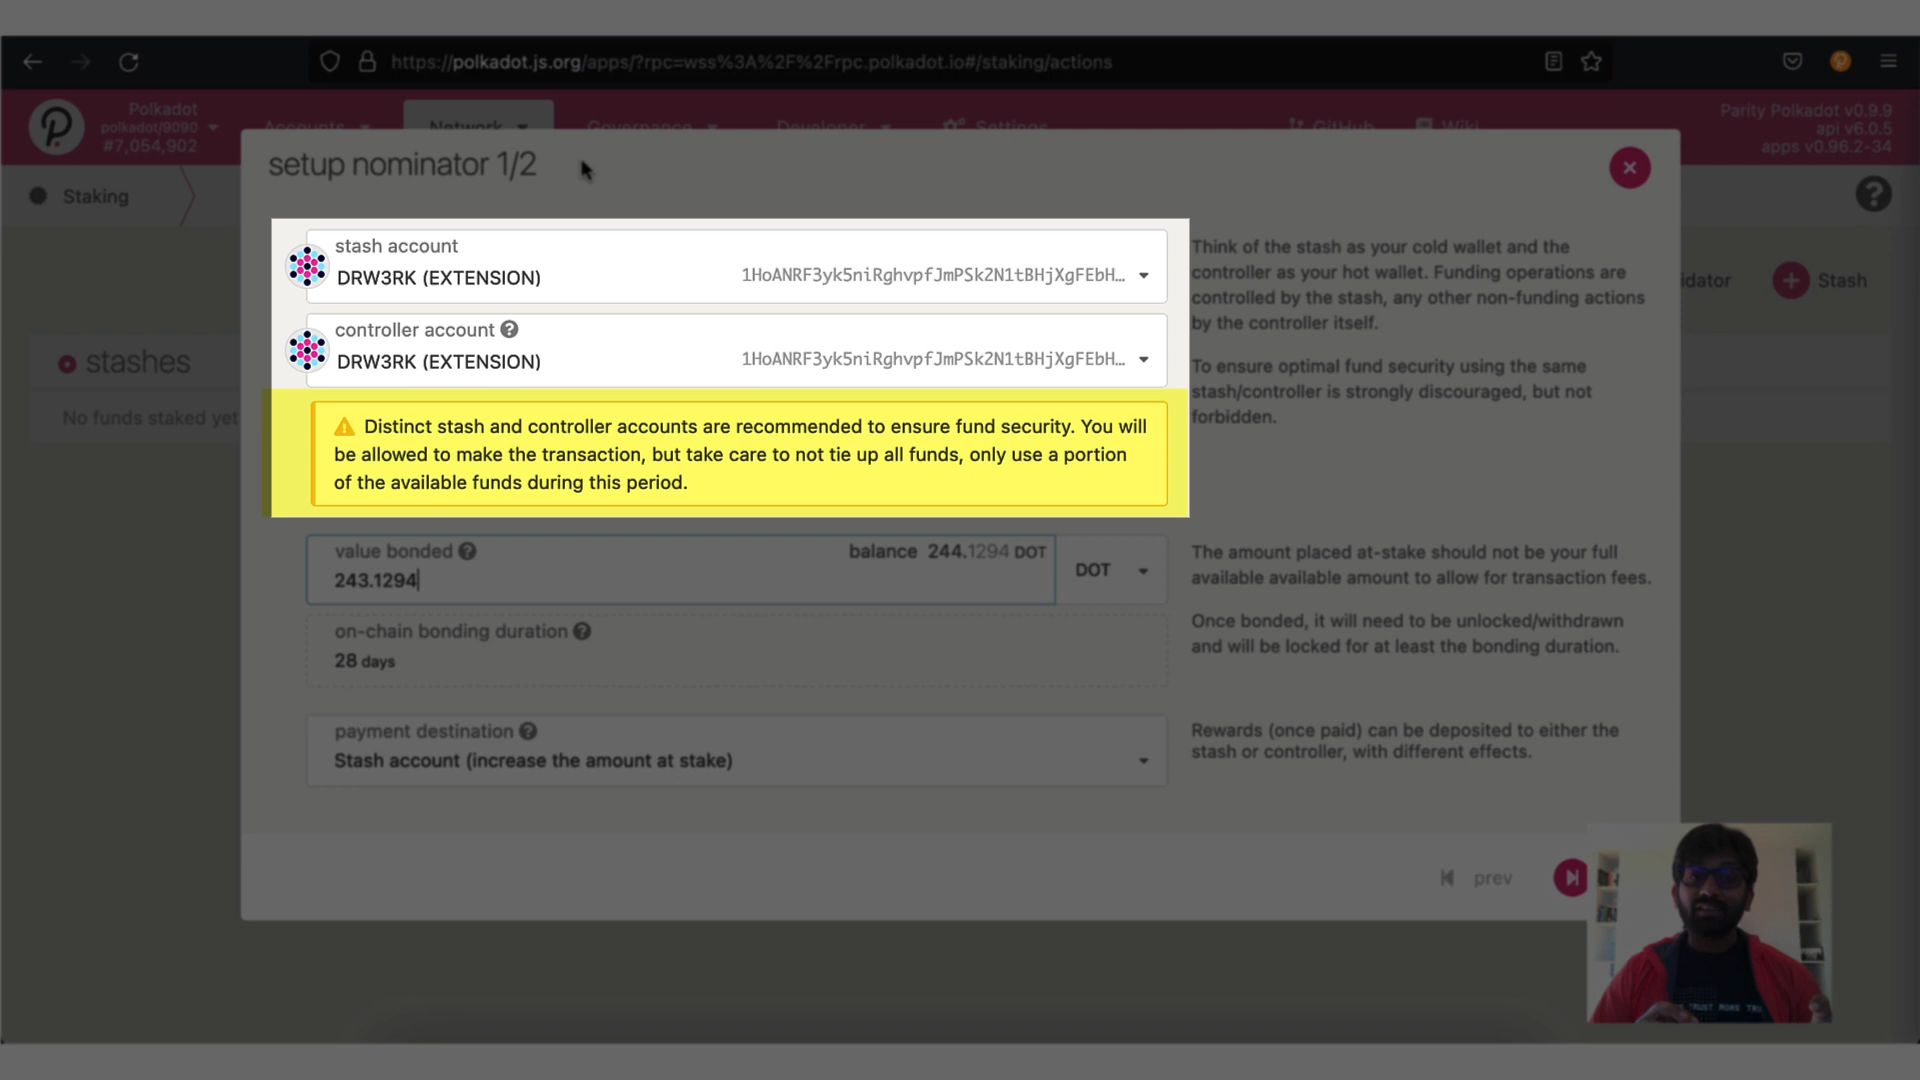 https://polkadot.js.org/apps/?rpc=wss%3A%2F%2Frpc.polkadot.io#/staking/actions
Polkadot
polkadot/9090
#7,054,902
Accounts
Network
Governance
Developer
Settings
GitHub
Wiki
Parity Polkadot v0.9.9
api v6.0.5
apps v0.96.2-34
Staking
setup nominator 1/2
stash account
DRW3RK (EXTENSION)
1HoANRF3yk5niRghvpfJmPSk2N1tBHjXgFEbH…
controller account
DRW3RK (EXTENSION)
1HoANRF3yk5niRghvpfJmPSk2N1tBHjXgFEbH…
Distinct stash and controller accounts are recommended to ensure fund security. You will
be allowed to make the transaction, but take care to not tie up all funds, only use a portion
of the available funds during this period.
Think of the stash as your cold wallet and the
controller as your hot wallet. Funding operations are
controlled by the stash, any other non-funding actions
by the controller itself.
To ensure optimal fund security using the same
stash/controller is strongly discouraged, but not
forbidden.
idator
Stash
stashes
No funds staked yet
value bonded
243.1294
balance 244.1294 DOT
DOT
The amount placed at-stake should not be your full
available available amount to allow for transaction fees.
Once bonded, it will need to be unlocked/withdrawn
and will be locked for at least the bonding duration.
on-chain bonding duration
28 days
payment destination
Stash account (increase the amount at stake)
Rewards (once paid) can be deposited to either the
stash or controller, with different effects.
prev
TRUST MORE TRU